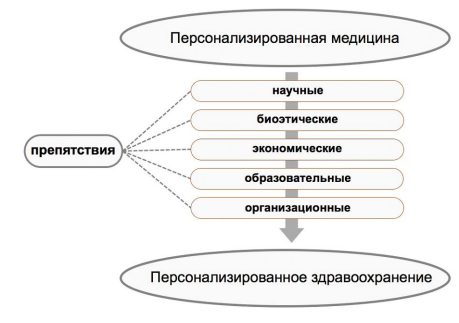 Персонализированная медицина
научные
биоэтические
препятствия
экономические
образовательные
организационные
Персонализированное здравоохранение